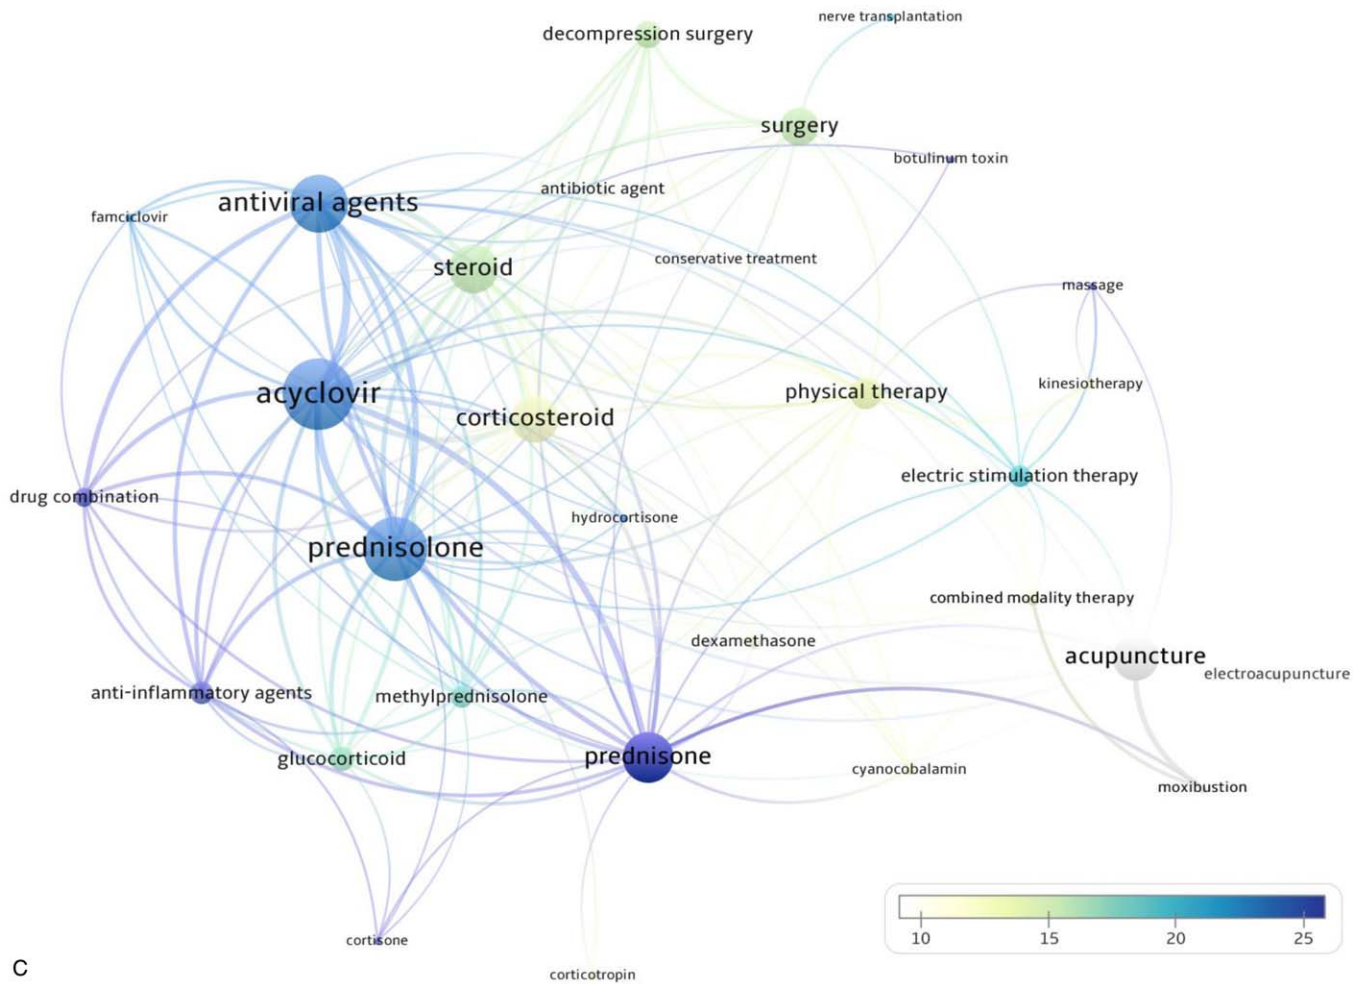 nerve transplantation
decompression surgery
surgery
botulinum toxin
antibiotic agent
antiviral agents
famciclovir
conservative treatment
steroid
massage
kinesiotherapy
physical therapy
acyclovir
corticosteroid
electric stimulation therapy
drug combination
hydrocortisone
prednisolone
combined modality therapy
dexamethasone
acupuncture
electroacupuncture
anti-inflammatory agents
methylprednisolone
prednisone
glucocorticoid
cyanocobalamin
moxibustion
cortisone
corticotropin
10 15 20 25
C